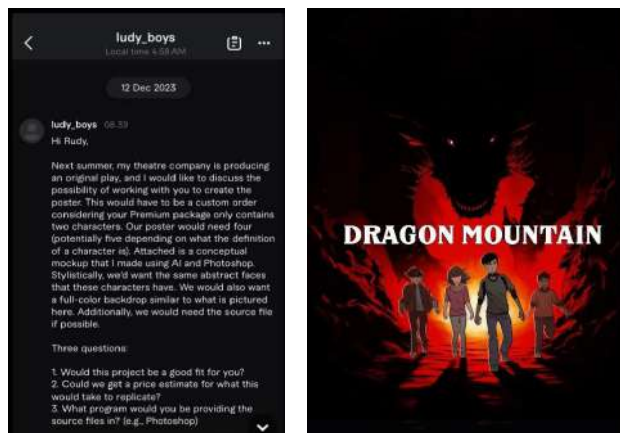 ludy_boys
Local time 4:59 AM
12 Dec 2023
ludy_boys 08:39
Hi Rudy,
Next summer, my theatre company is producing
an original play, and I would like to discuss the
possibility of working with you to create the
poster. This would have to be a custom order
considering your Premium package only contains
two characters. Our poster would need four
(potentially five depending on what the definition
of a character is). Attached is a conceptual
mockup that I made using AI and Photoshop.
Stylistically, we'd want the same abstract faces
that these characters have. We would also want
a full-color backdrop similar to what is pictured
here. Additionally, we would need the source file
if possible.
Three questions:
1. Would this project be a good fit for you?
2. Could we get a price estimate for what this
would take to replicate?
3. What program would you be providing the
source files in? (e.g., Photoshop)
DRAGON MOUNTAIN